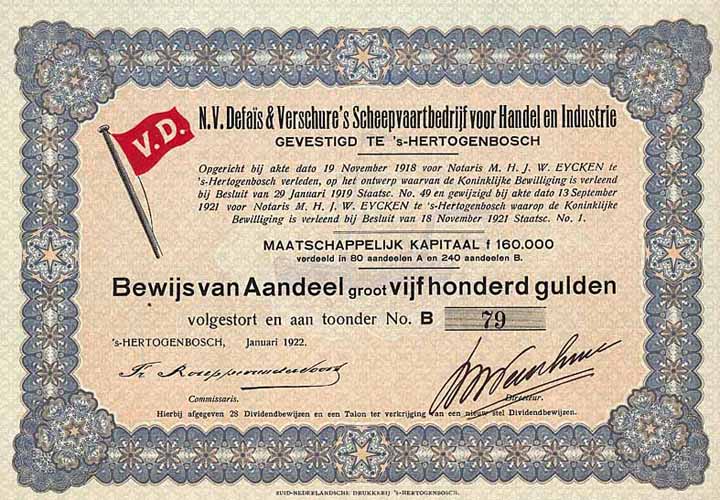 N.V. Defaïs & Verschure's Scheepvaartbedrijf voor Handel en Industrie
V.D.
GEVESTIGD TE 's-HERTOGENBOSCH
Opgericht bij akte dato 19 November 1918 voor Notaris M. H. J. W. EYCKEN te
's-Hertogenbosch verleden, op het ontwerp waarvan de Koninklijke Bewilliging is verleend
bij Besluit van 29 Januari 1919 Staatsc. No. 49 en gewijzigd bij akte dato 13 September
1921 voor Notaris M. H. J. W. EYCKEN te 's-Hertogenbosch waarop de Koninklijke
Bewilliging is verleend bij Besluit van 18 November 1921 Staatsc. No. 1.
MAATSCHAPPELIJK KAPITAAL f 160.000
verdeeld in 80 aandeelen A en 240 aandeelen B.
Bewijs van Aandeel groot vijf honderd gulden
volgestort en aan toonder No. B 79
's-HERTOGENBOSCH, Januari 1922.
Commissaris. Directeur.
Hierbij afgegeven 28 Dividendbewijzen en een Talon ter verkrijging van een nieuw stel Dividendbewijzen.
ZUID-NEDERLANDSCHE DRUKKERIJ 's-HERTOGENBOSCH.